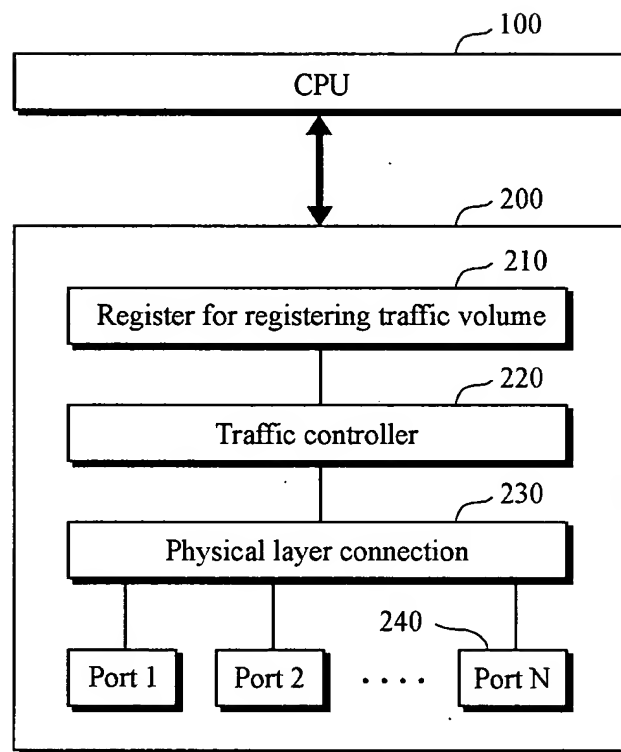 100
CPU
200
210
Register for registering traffic volume
220
Traffic controller
230
Physical layer connection
240
Port 1 Port 2 .... Port N